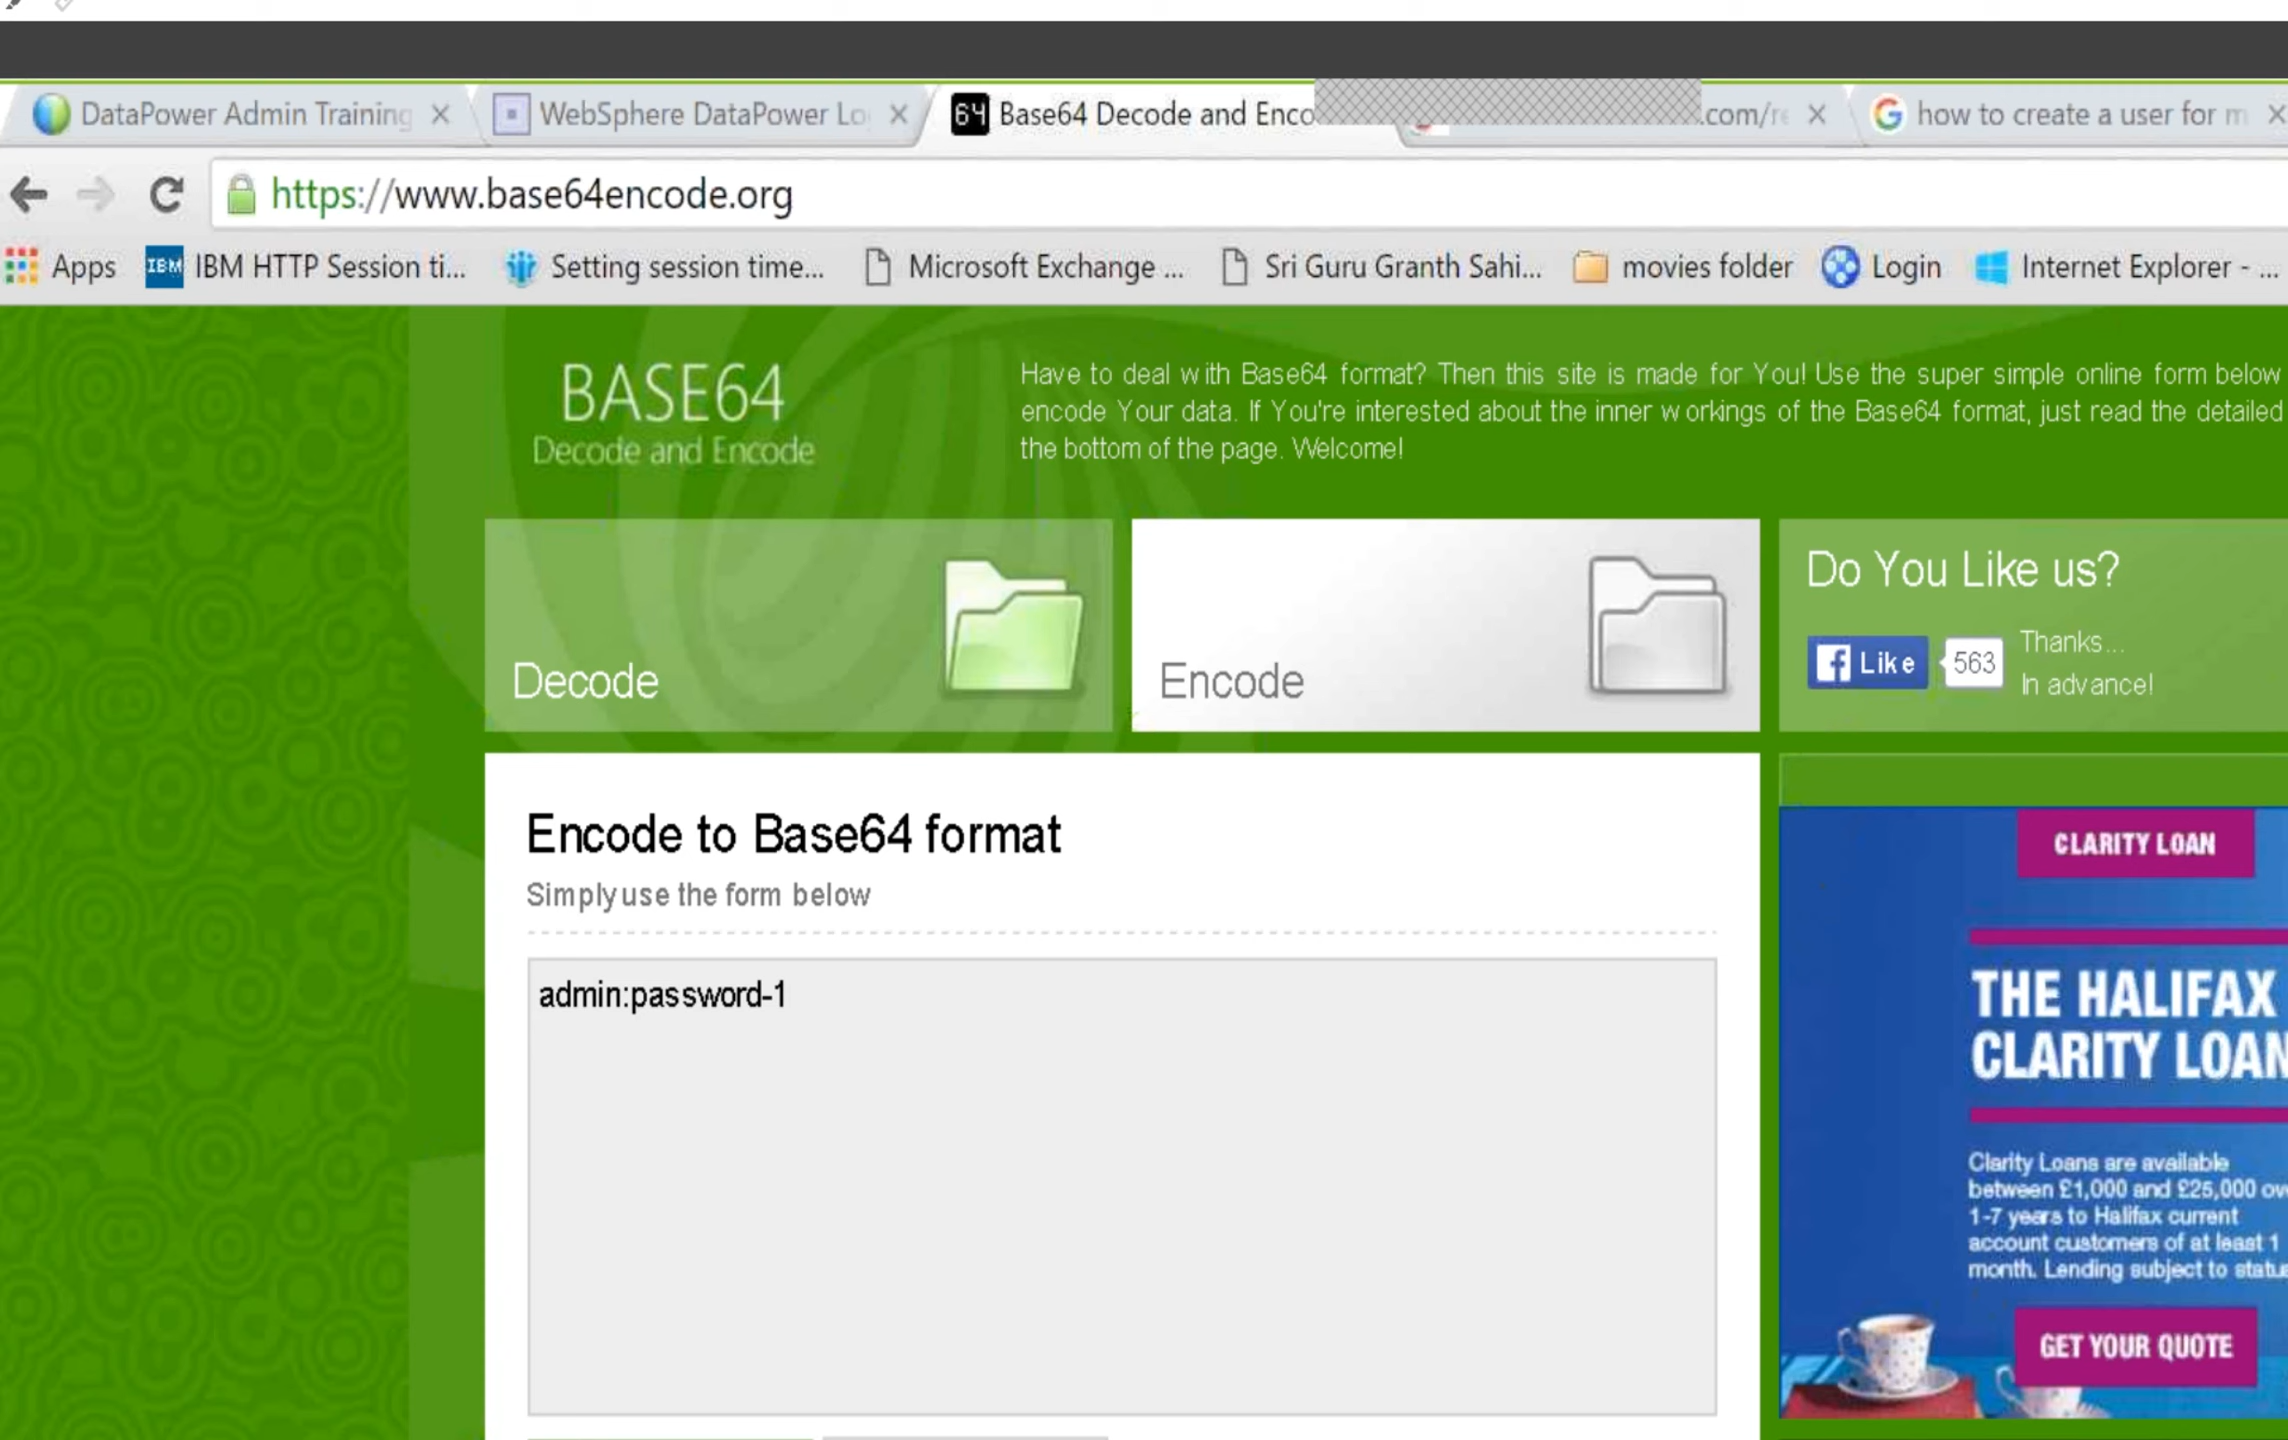 DataPower Admin Training
WebSphere DataPower Lo
64 Base64 Decode and Enco
.com/re
how to create a user for m
https://www.base64encode.org
Apps
IBM IBM HTTP Session ti...
Setting session time...
Microsoft Exchange ...
Sri Guru Granth Sahi...
movies folder
Login
Internet Explorer - ...
BASE64
Decode and Encode
Have to deal with Base64 format? Then this site is made for You! Use the super simple online form below
encode Your data. If You're interested about the inner workings of the Base64 format, just read the detailed
the bottom of the page. Welcome!
Decode
Encode
Do You Like us?
Like
563
Thanks...
In advance!
Encode to Base64 format
Simply use the form below
admin:password-1
CLARITY LOAN
THE HALIFAX
CLARITY LOAN
Clarity Loans are available
between £1,000 and £25,000 ov
1-7 years to Halifax current
account customers of at least 1
month. Lending subject to status
GET YOUR QUOTE